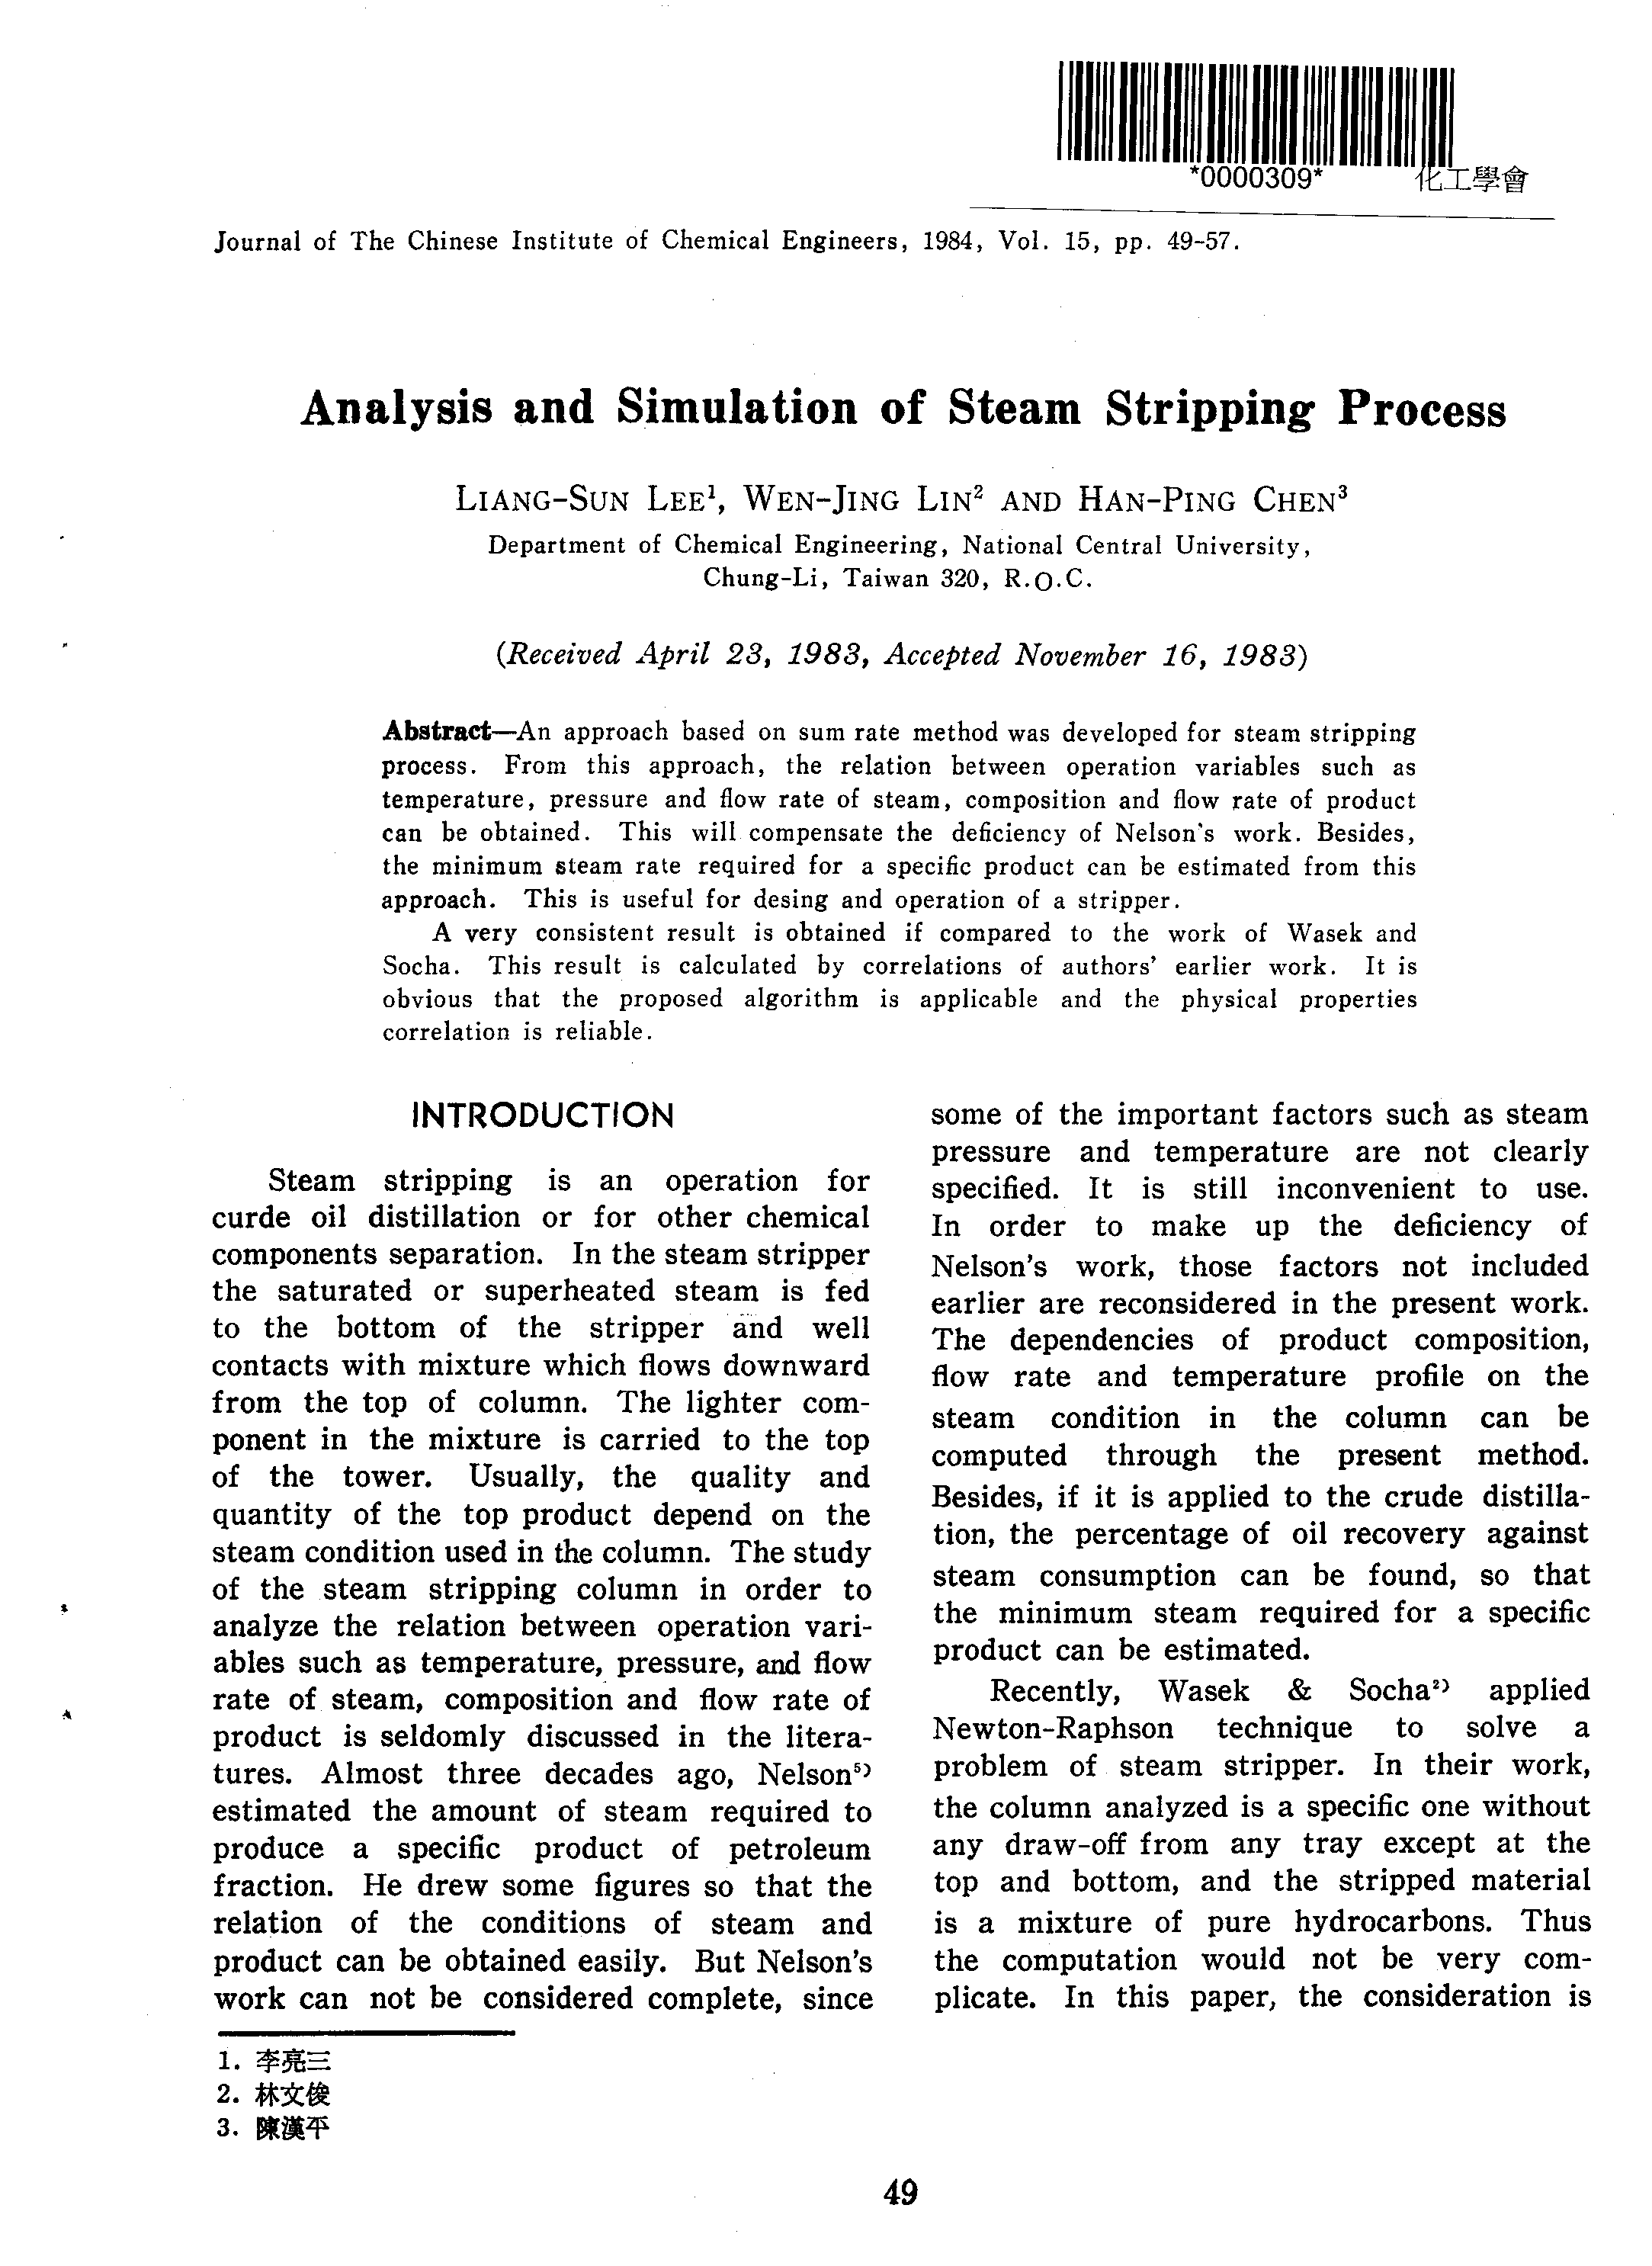 *0000309*
化工學會
Journal of The Chinese Institute of Chemical Engineers, 1984, Vol. 15, pp. 49-57.
Analysis and Simulation of Steam Stripping Process
LIANG-SUN LEE¹, WEN-JING LIN² AND HAN-PING CHEN³
Department of Chemical Engineering, National Central University,
Chung-Li, Taiwan 320, R.O.C.
(Received April 23, 1983, Accepted November 16, 1983)
Abstract—An approach based on sum rate method was developed for steam stripping
process. From this approach, the relation between operation variables such as
temperature, pressure and flow rate of steam, composition and flow rate of product
can be obtained. This will compensate the deficiency of Nelson's work. Besides,
the minimum steam rate required for a specific product can be estimated from this
approach. This is useful for desing and operation of a stripper.
A very consistent result is obtained if compared to the work of Wasek and
Socha. This result is calculated by correlations of authors' earlier work. It is
obvious that the proposed algorithm is applicable and the physical properties
correlation is reliable.
INTRODUCTION
Steam stripping is an operation for
curde oil distillation or for other chemical
components separation. In the steam stripper
the saturated or superheated steam is fed
to the bottom of the stripper and well
contacts with mixture which flows downward
from the top of column. The lighter com-
ponent in the mixture is carried to the top
of the tower. Usually, the quality and
quantity of the top product depend on the
steam condition used in the column. The study
of the steam stripping column in order to
analyze the relation between operation vari-
ables such as temperature, pressure, and flow
rate of steam, composition and flow rate of
product is seldomly discussed in the litera-
tures. Almost three decades ago, Nelson⁵⁾
estimated the amount of steam required to
produce a specific product of petroleum
fraction. He drew some figures so that the
relation of the conditions of steam and
product can be obtained easily. But Nelson's
work can not be considered complete, since
some of the important factors such as steam
pressure and temperature are not clearly
specified. It is still inconvenient to use.
In order to make up the deficiency of
Nelson's work, those factors not included
earlier are reconsidered in the present work.
The dependencies of product composition,
flow rate and temperature profile on the
steam condition in the column can be
computed through the present method.
Besides, if it is applied to the crude distilla-
tion, the percentage of oil recovery against
steam consumption can be found, so that
the minimum steam required for a specific
product can be estimated.
Recently, Wasek & Socha²⁾ applied
Newton-Raphson technique to solve a
problem of steam stripper. In their work,
the column analyzed is a specific one without
any draw-off from any tray except at the
top and bottom, and the stripped material
is a mixture of pure hydrocarbons. Thus
the computation would not be very com-
plicate. In this paper, the consideration is
1. 李亮三
2. 林文俊
3. 陳漢平
49